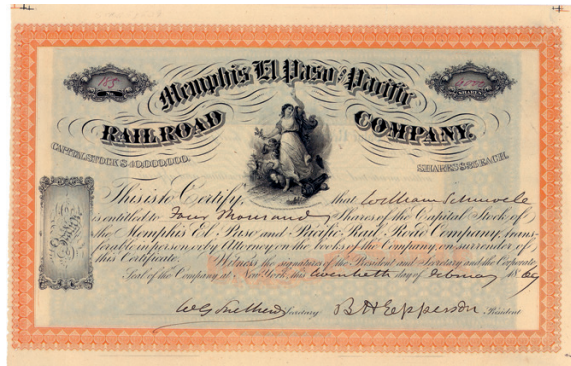 Memphis El Paso and Pacific
RAILROAD COMPANY.
CAPITAL STOCK $40,000,000.
SHARES $ EACH.
SHARES
This is to Certify, that William
is entitled to Four Thousand Shares of the Capital Stock of
the Memphis El Paso and Pacific Rail Road Company, trans-
ferable in person or by Attorney on the books of the Company on surrender of
this Certificate. Witness the signatures of the President and Secretary and the Corporate
Seal of the Company at New York, this twentieth day of February 1869
Secretary B H Epperson President